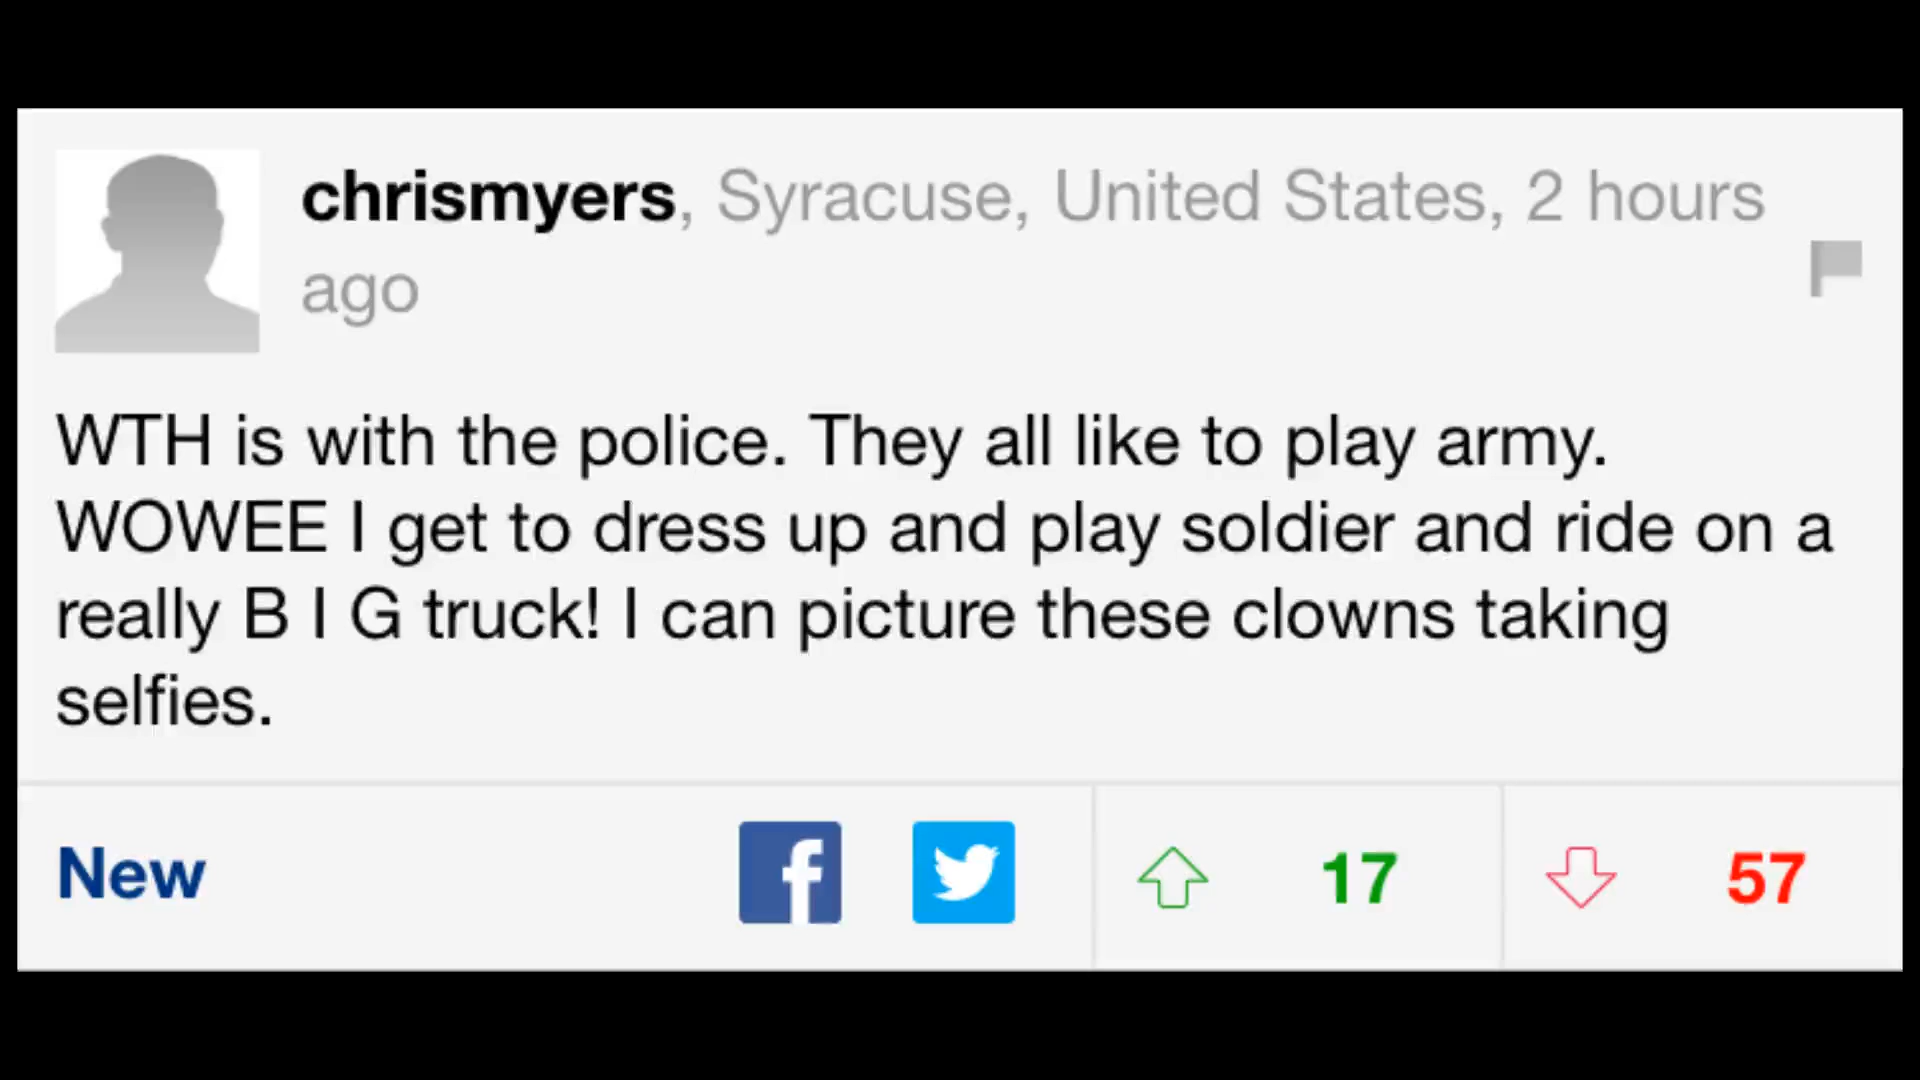 chrismyers, Syracuse, United States, 2 hours
ago
WTH is with the police. They all like to play army.
WOWEE I get to dress up and play soldier and ride on a
really B I G truck! I can picture these clowns taking
selfies.
New f 17 57